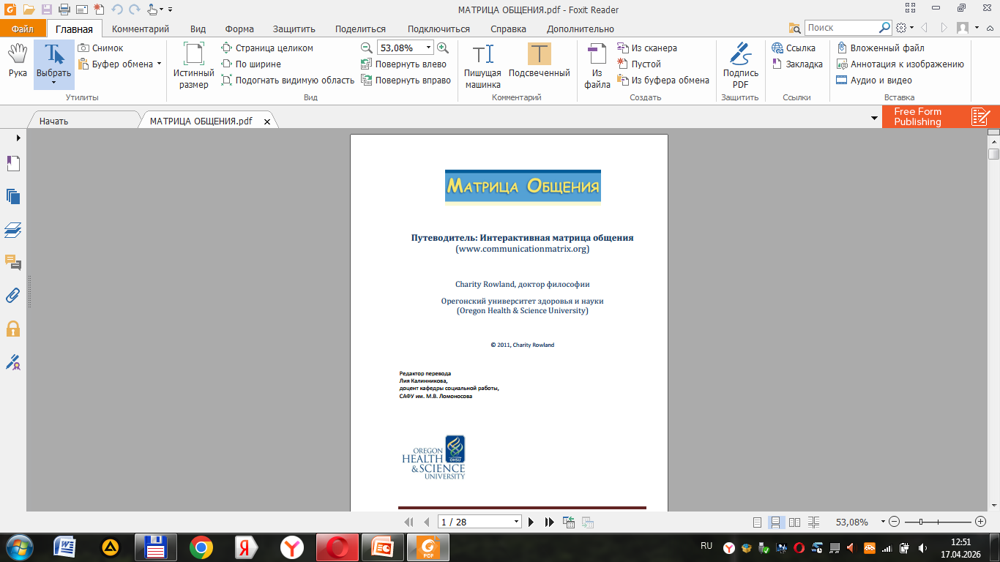 МАТРИЦА ОБЩЕНИЯ.pdf - Foxit Reader
Файл Главная Комментарий Вид Форма Защитить Поделиться Подключиться Справка Дополнительно Поиск
Рука
Выбрать
Снимок
Буфер обмена
Утилиты
Истинный размер
Страница целиком
По ширине
Подогнать видимую область
53,08%
Повернуть влево
Повернуть вправо
Вид
Пишущая машинка
Подсвеченный
Комментарий
Из файла
Из сканера
Пустой
Из буфера обмена
Создать
Подпись PDF
Защитить
Ссылка
Закладка
Ссылки
Вложенный файл
Аннотация к изображению
Аудио и видео
Вставка
Начать МАТРИЦА ОБЩЕНИЯ.pdf
Free Form
Publishing
МАТРИЦА ОБЩЕНИЯ
Путеводитель: Интерактивная матрица общения
(www.communicationmatrix.org)
Charity Rowland, доктор философии
Орегонский университет здоровья и науки
(Oregon Health & Science University)
© 2011, Charity Rowland
Редактор перевода
Лия Калинникова,
доцент кафедры социальной работы,
САФУ им. М.В. Ломоносова
OREGON
HEALTH
&SCIENCE
UNIVERSITY
OHSU
1 / 28
53,08%
RU
12:51
17.04.2026
PDF